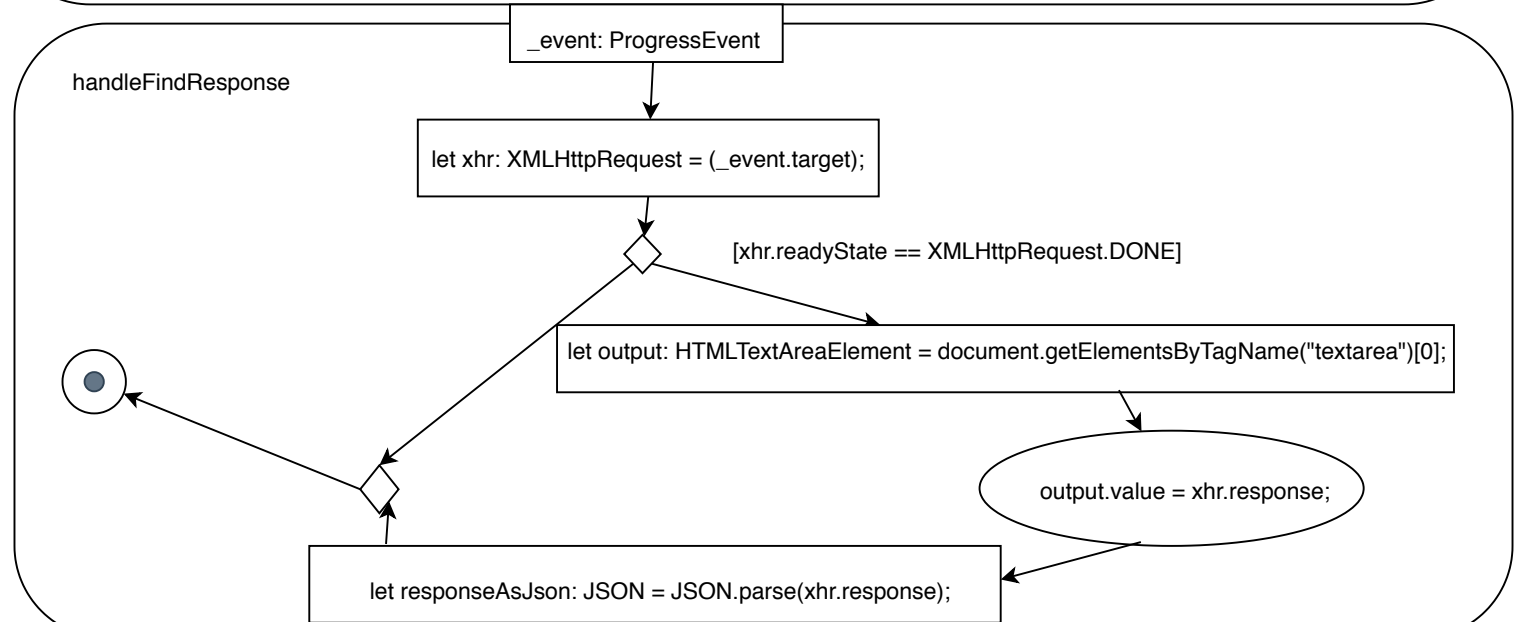 _event: ProgressEvent
handleFindResponse
let xhr: XMLHttpRequest = (_event.target);
[xhr.readyState == XMLHttpRequest.DONE]
let output: HTMLTextAreaElement = document.getElementsByTagName("textarea")[0];
output.value = xhr.response;
let responseAsJson: JSON = JSON.parse(xhr.response);